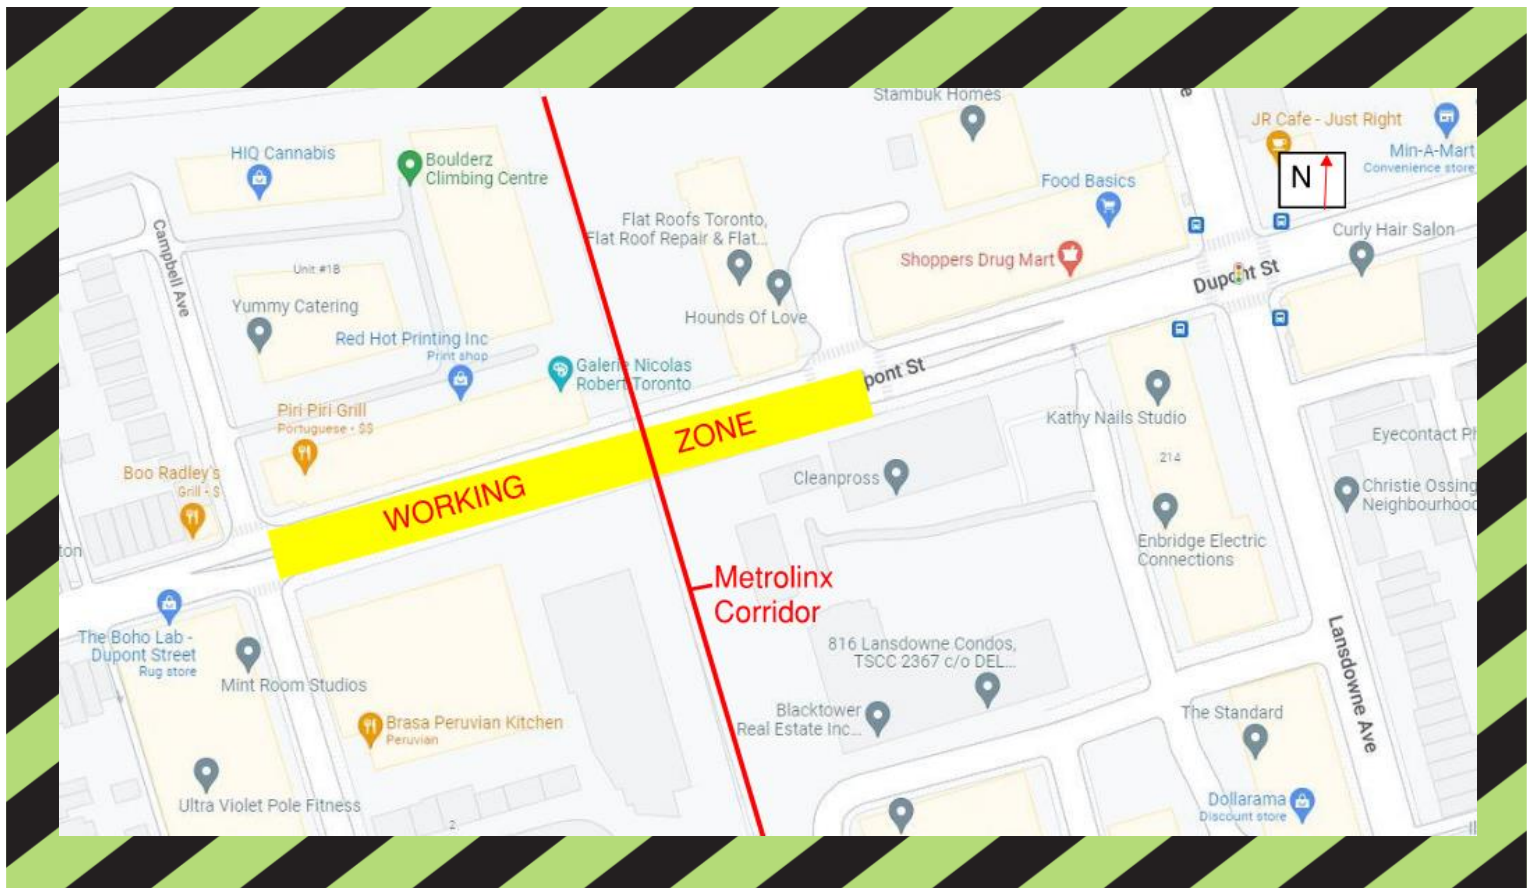 Stambuk Homes
e
JR Cafe - Just Right
Min-A-Mart
Convenience store
N
HIQ Cannabis
Boulderz
Climbing Centre
Food Basics
Campbell Ave
Flat Roofs Toronto,
Flat Roof Repair & Flat...
Curly Hair Salon
Unit #1B
Shoppers Drug Mart
Dupont St
Yummy Catering
Hounds Of Love
Red Hot Printing Inc
Print shop
Galerie Nicolas
Robert Toronto
pont St
Piri Piri Grill
Portuguese - $$
Kathy Nails Studio
ZONE
WORKING
Eyecontact Ph
214
Boo Radley's
Grill - $
Cleanpross
Christie Ossing
Neighbourhood
ton
Enbridge Electric
Connections
Metrolinx
Corridor
The Boho Lab -
Dupont Street
Rug store
816 Lansdowne Condos,
TSCC 2367 c/o DEL...
Lansdowne Ave
Mint Room Studios
Blacktower
Real Estate Inc...
The Standard
Brasa Peruvian Kitchen
Peruvian
Ultra Violet Pole Fitness
2
Dollarama
Discount store